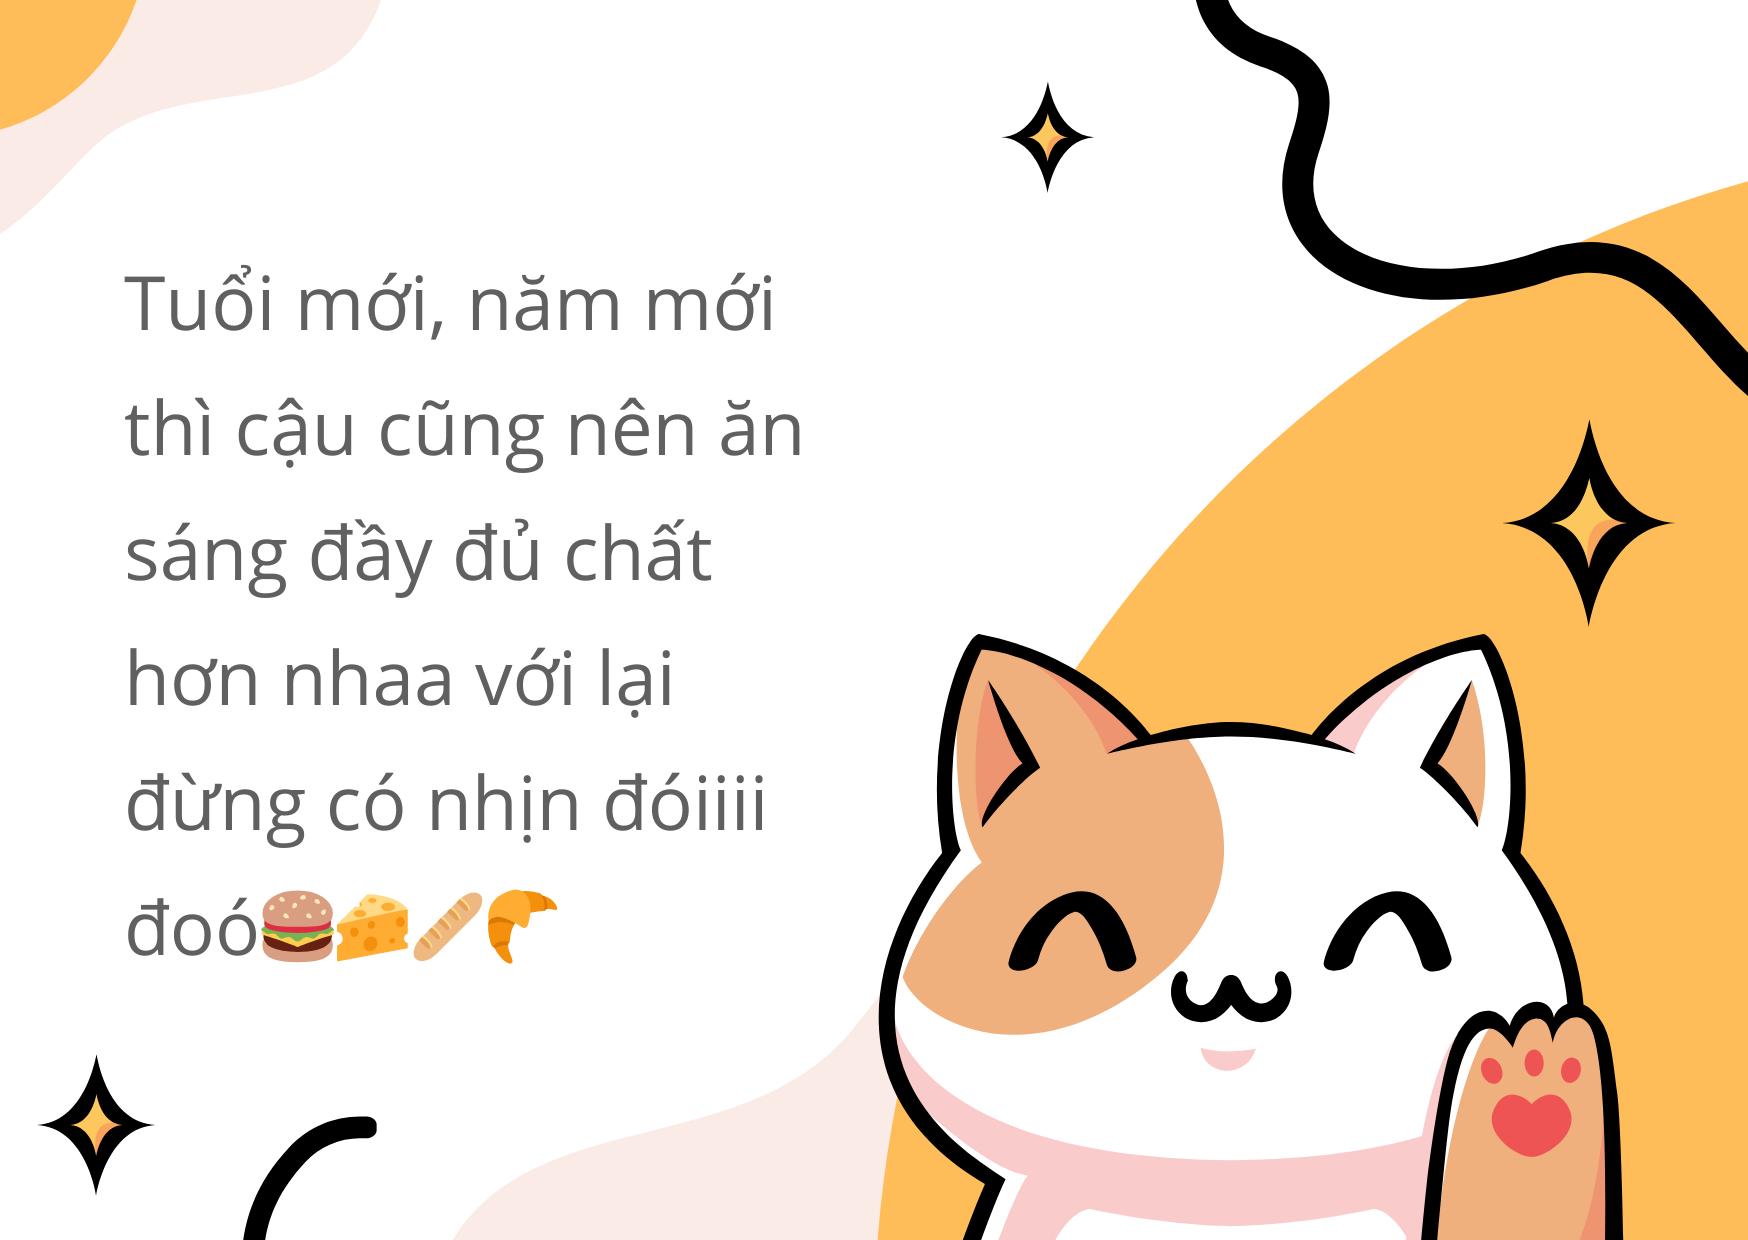 Tuổi mới, năm mới
thì cậu cũng nên ăn
sáng đầy đủ chất
hơn nhaa với lại
đừng có nhịn đóiiii
đoó🍔🧀🥖🥐